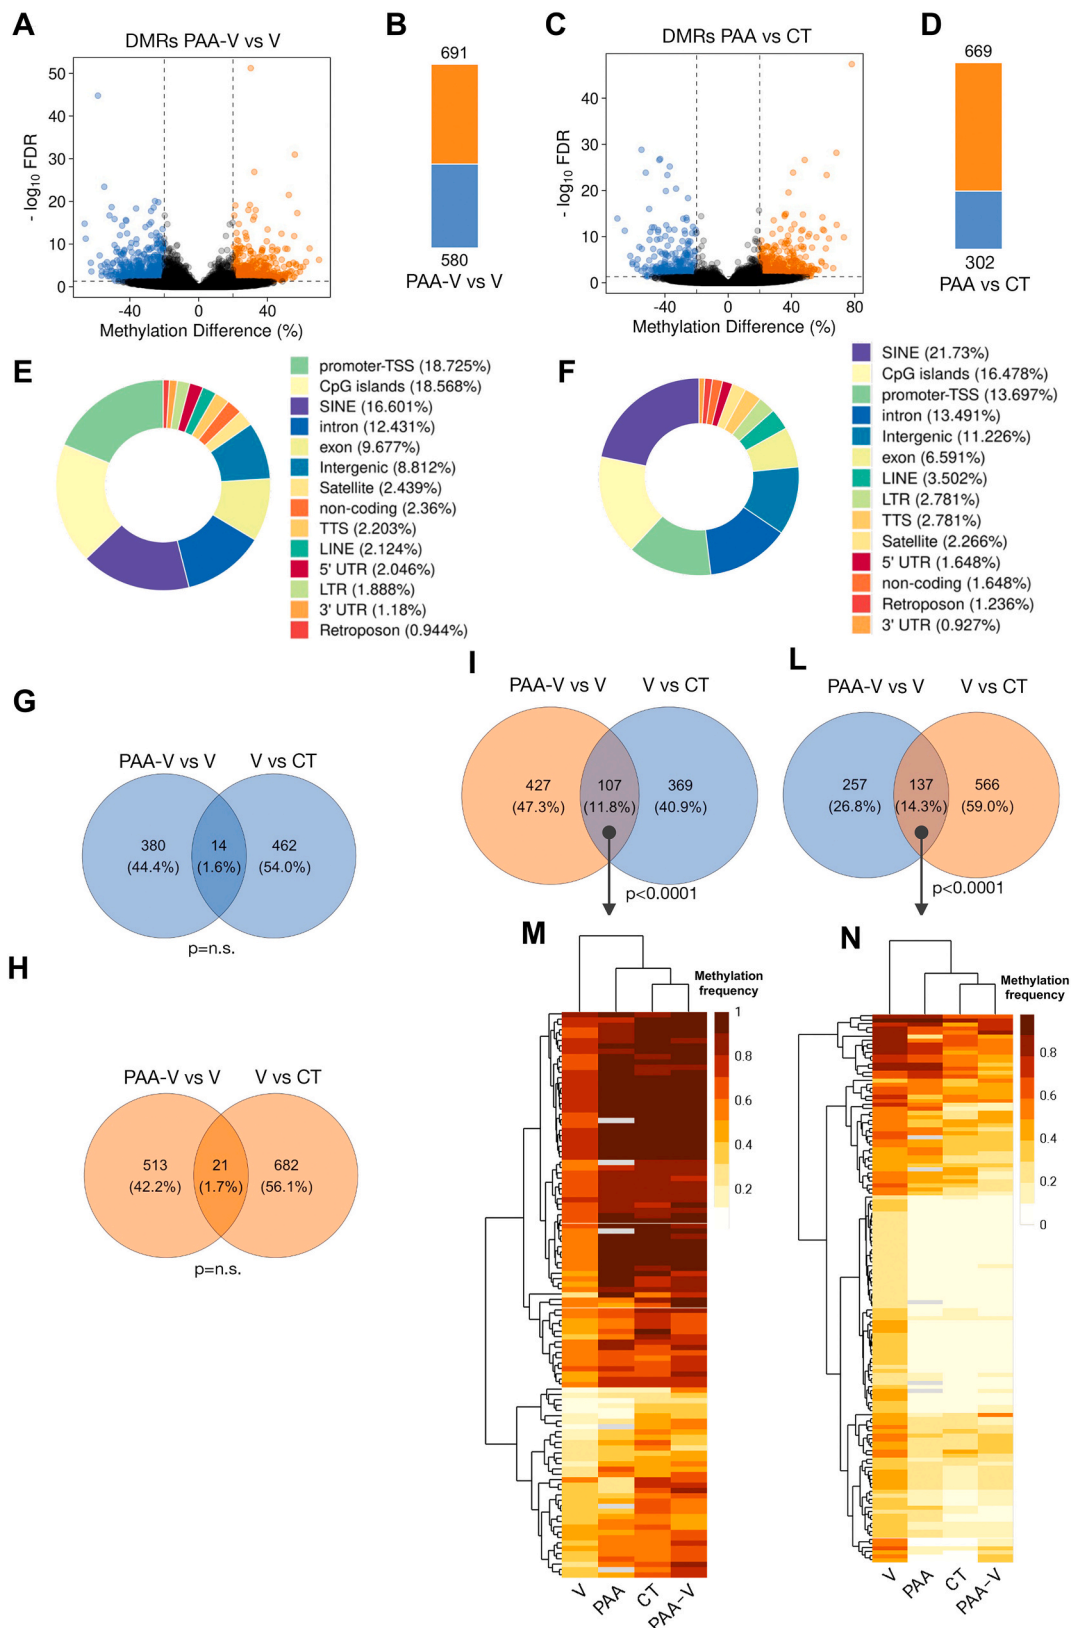 A
DMRs PAA-V vs V
- log10 FDR
50
40
30
20
10
0
-40
0
40
Methylation Difference (%)
B
691
580
PAA-V vs V
C
DMRs PAA vs CT
- log10 FDR
40
30
20
10
0
-40
0
40
80
Methylation Difference (%)
D
669
302
PAA vs CT
E
promoter-TSS (18.725%)
CpG islands (18.568%)
SINE (16.601%)
intron (12.431%)
exon (9.677%)
Intergenic (8.812%)
Satellite (2.439%)
non-coding (2.36%)
TTS (2.203%)
LINE (2.124%)
5' UTR (2.046%)
LTR (1.888%)
3' UTR (1.18%)
Retroposon (0.944%)
F
SINE (21.73%)
CpG islands (16.478%)
promoter-TSS (13.697%)
intron (13.491%)
Intergenic (11.226%)
exon (6.591%)
LINE (3.502%)
LTR (2.781%)
TTS (2.781%)
Satellite (2.266%)
5' UTR (1.648%)
non-coding (1.648%)
Retroposon (1.236%)
3' UTR (0.927%)
G
PAA-V vs V
V vs CT
380
(44.4%)
14
(1.6%)
462
(54.0%)
p=n.s.
H
PAA-V vs V
V vs CT
513
(42.2%)
21
(1.7%)
682
(56.1%)
p=n.s.
I
PAA-V vs V
V vs CT
427
(47.3%)
107
(11.8%)
369
(40.9%)
p<0.0001
L
PAA-V vs V
V vs CT
257
(26.8%)
137
(14.3%)
566
(59.0%)
p<0.0001
M
Methylation
frequency
1
0.8
0.6
0.4
0.2
V
PAA
CT
PAA-V
N
Methylation
frequency
0.8
0.6
0.4
0.2
0
V
PAA
CT
PAA-V